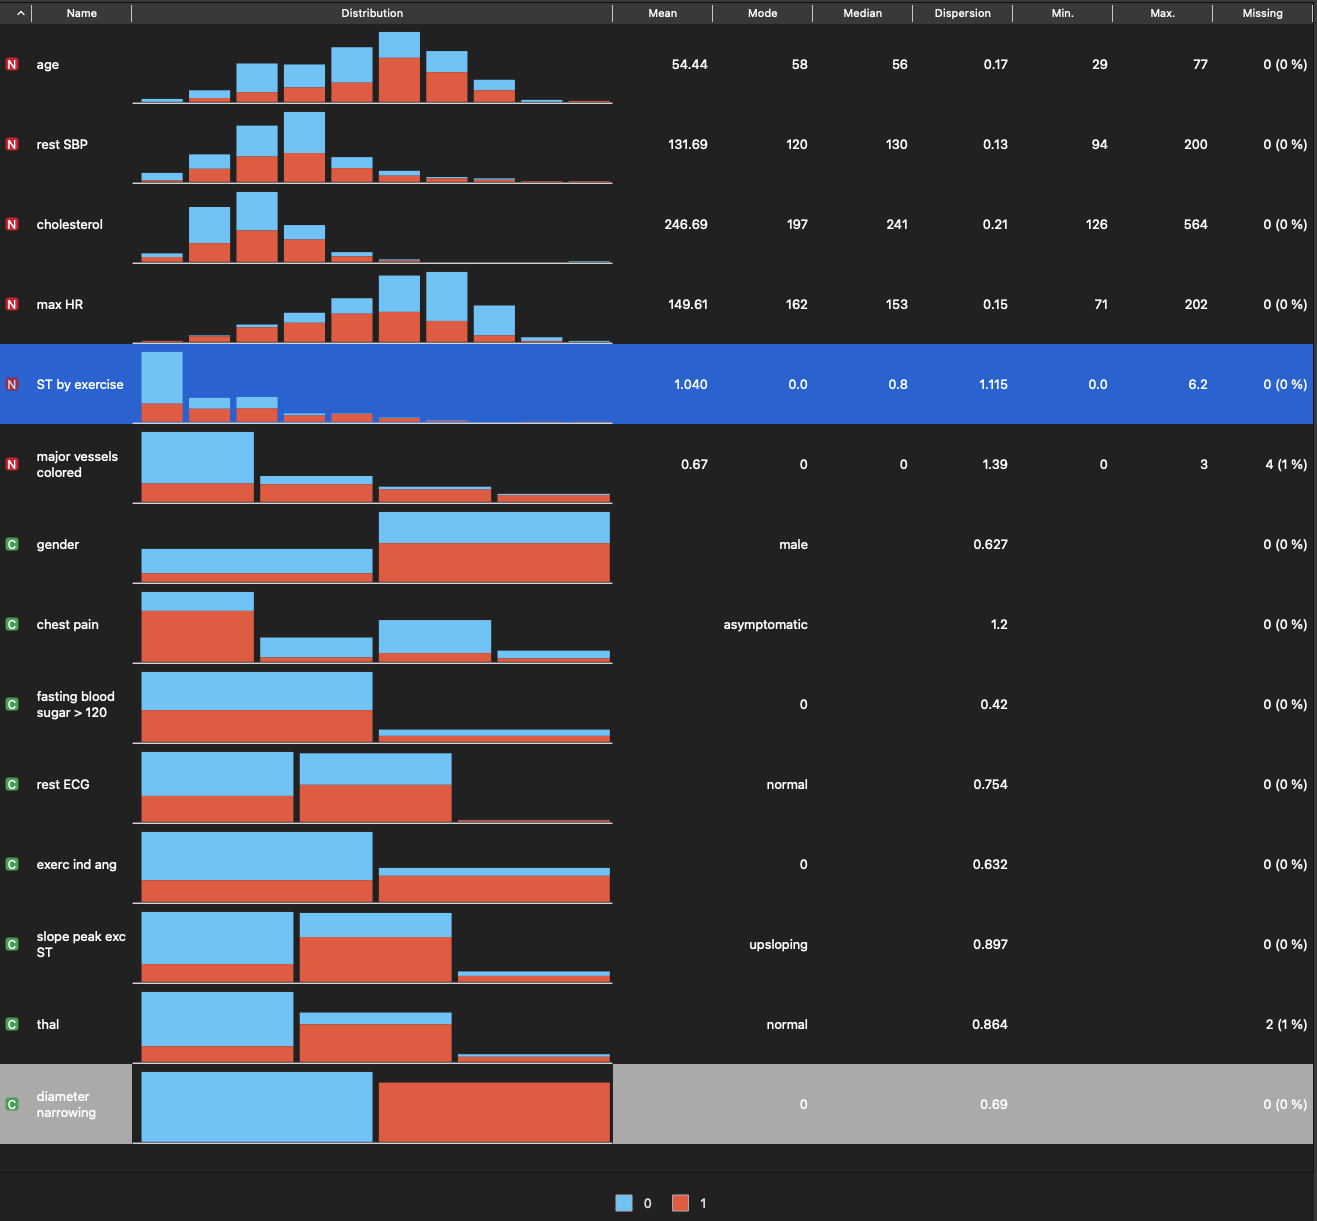 Name Distribution Mean Mode Median Dispersion Min. Max. Missing
N age 54.44 58 56 0.17 29 77 0 (0 %)
N rest SBP 131.69 120 130 0.13 94 200 0 (0 %)
N cholesterol 246.69 197 241 0.21 126 564 0 (0 %)
N max HR 149.61 162 153 0.15 71 202 0 (0 %)
N ST by exercise 1.040 0.0 0.8 1.115 0.0 6.2 0 (0 %)
N major vessels
colored 0.67 0 0 1.39 0 3 4 (1 %)
C gender male 0.627 0 (0 %)
C chest pain asymptomatic 1.2 0 (0 %)
C fasting blood
sugar > 120 0 0.42 0 (0 %)
C rest ECG normal 0.754 0 (0 %)
C exerc ind ang 0 0.632 0 (0 %)
C slope peak exc
ST upsloping 0.897 0 (0 %)
C thal normal 0.864 2 (1 %)
C diameter
narrowing 0 0.69 0 (0 %)
0 1